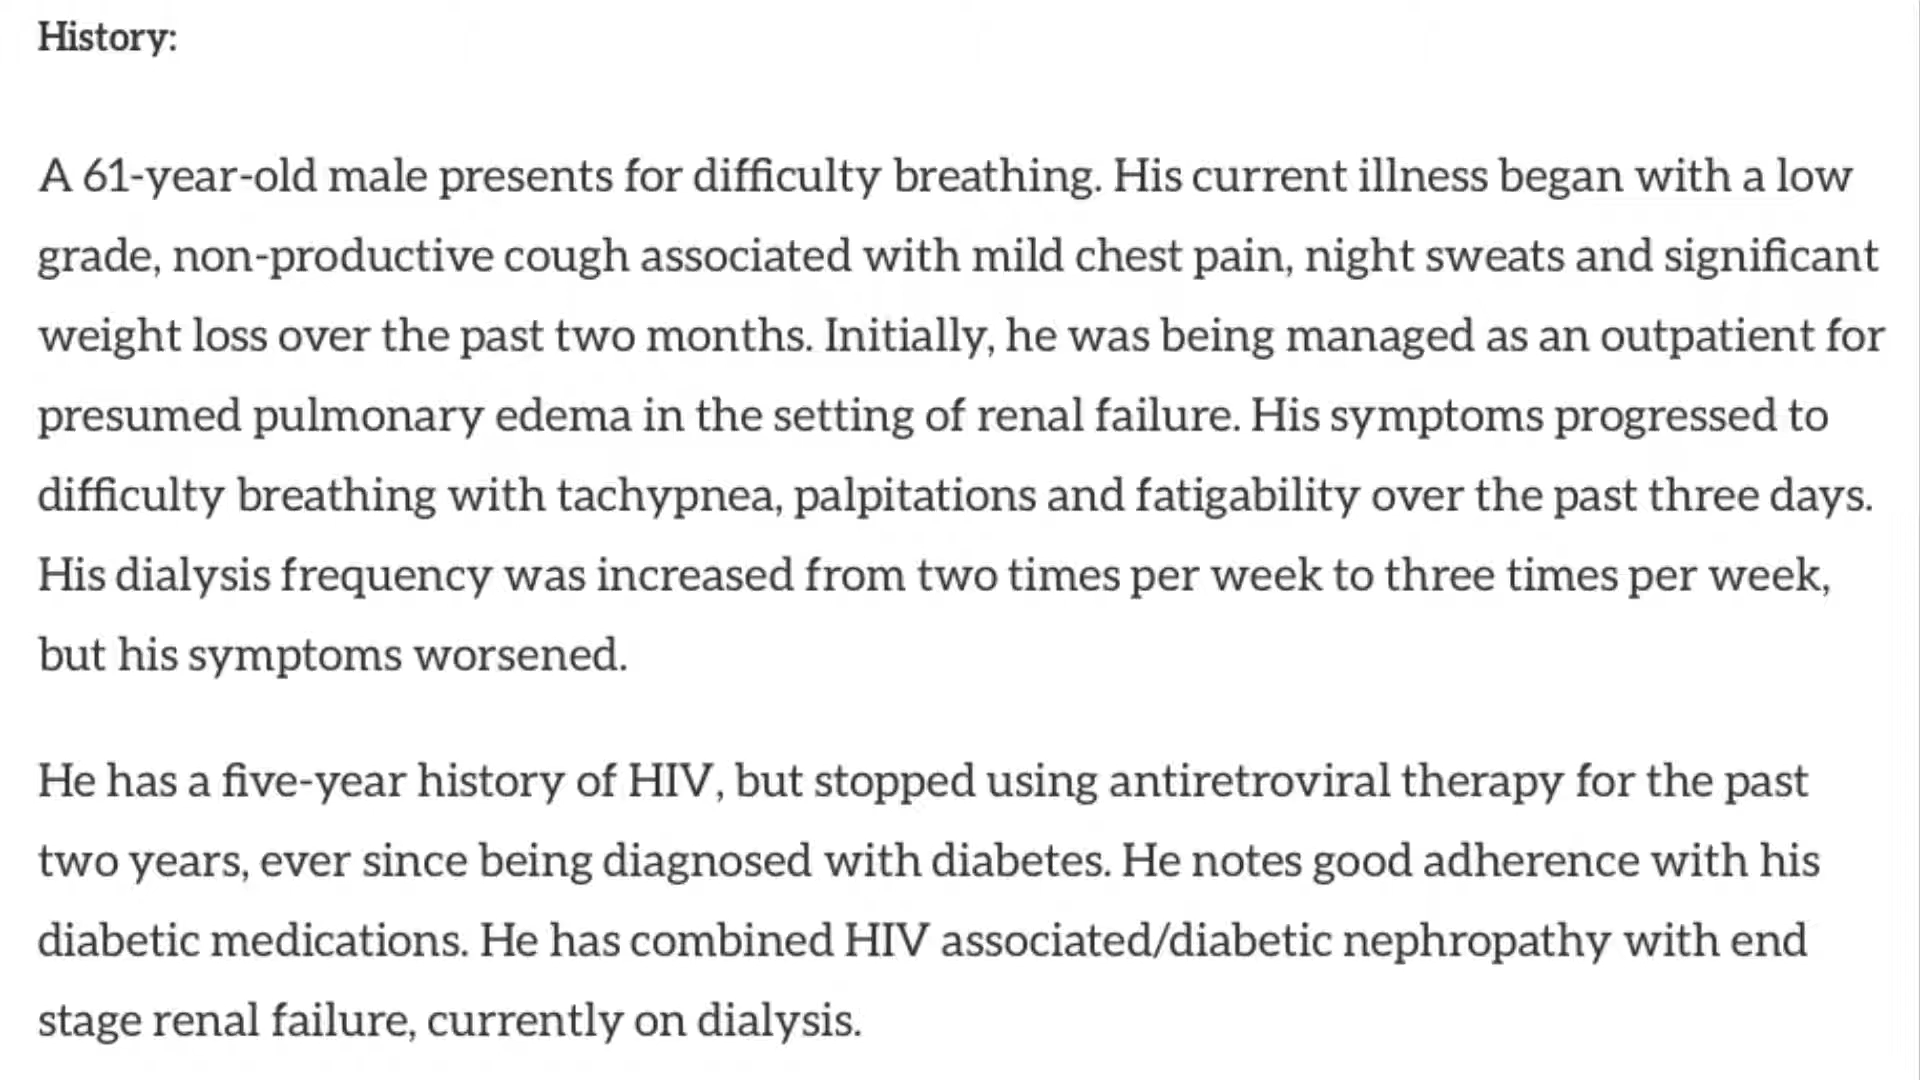 History:
A 61-year-old male presents for difficulty breathing. His current illness began with a low
grade, non-productive cough associated with mild chest pain, night sweats and significant
weight loss over the past two months. Initially, he was being managed as an outpatient for
presumed pulmonary edema in the setting of renal failure. His symptoms progressed to
difficulty breathing with tachypnea, palpitations and fatigability over the past three days.
His dialysis frequency was increased from two times per week to three times per week,
but his symptoms worsened.
He has a five-year history of HIV, but stopped using antiretroviral therapy for the past
two years, ever since being diagnosed with diabetes. He notes good adherence with his
diabetic medications. He has combined HIV associated/diabetic nephropathy with end
stage renal failure, currently on dialysis.